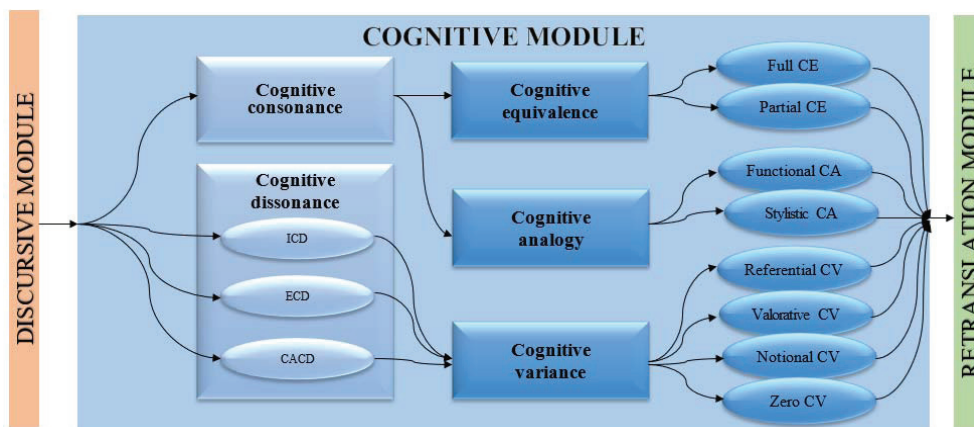 DISCURSIVE MODULE
COGNITIVE MODULE
Cognitive
consonance
Cognitive
dissonance
ICD
ECD
CACD
Cognitive
equivalence
Cognitive
analogy
Cognitive
variance
Full CE
Partial CE
Functional CA
Stylistic CA
Referential CV
Valorative CV
Notional CV
Zero CV
RETRANSLATION MODULE